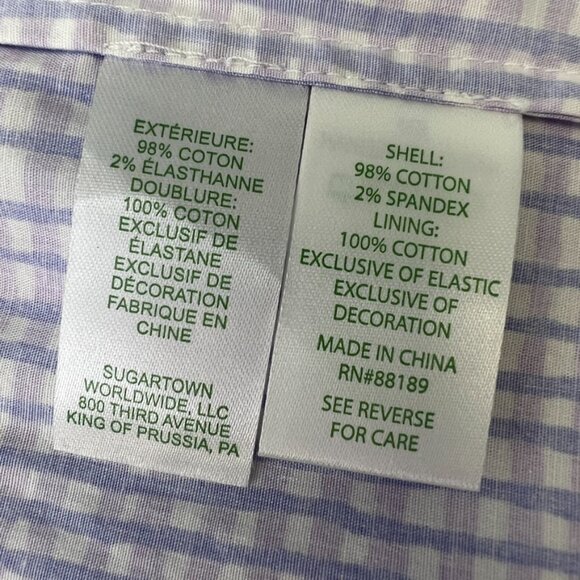 EXTÉRIEURE:
98% COTON
2% ÉLASTHANNE
DOUBLURE:
100% COTON
EXCLUSIF DE
ÉLASTANE
EXCLUSIF DE
DÉCORATION
FABRIQUE EN
CHINE
SUGARTOWN
WORLDWIDE, LLC
800 THIRD AVENUE
KING OF PRUSSIA, PA
SHELL:
98% COTTON
2% SPANDEX
LINING:
100% COTTON
EXCLUSIVE OF ELASTIC
EXCLUSIVE OF
DECORATION
MADE IN CHINA
RN#88189
SEE REVERSE
FOR CARE